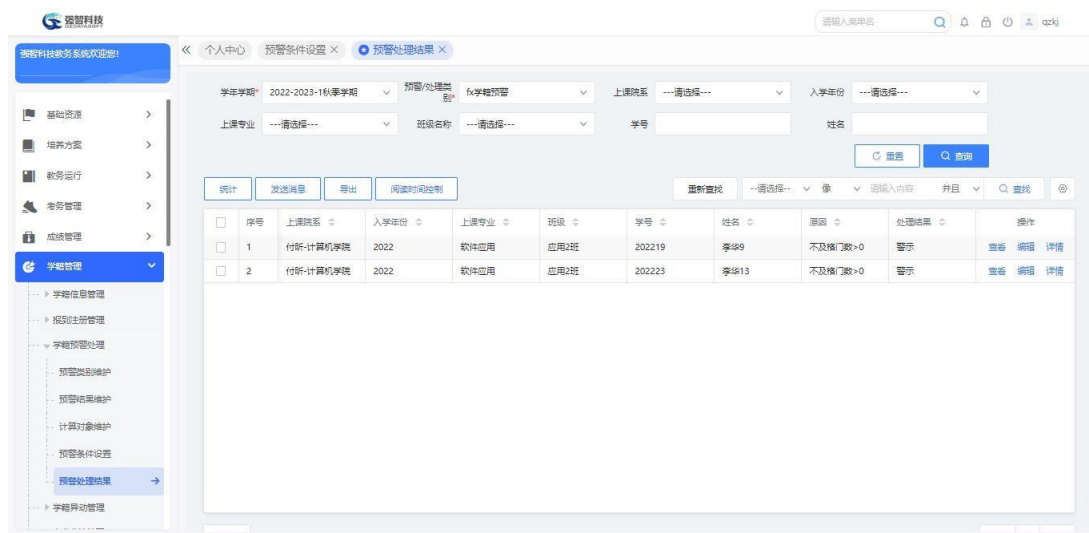 强智科技
QZDATASOFT
请输入菜单名
qzkj
强智科技教务系统欢迎您!
个人中心 预警条件设置 预警处理结果
学年学期* 2022-2023-1秋季学期 预警/处理类别* fx学籍预警 上课院系 ---请选择--- 入学年份 ---请选择---
上课专业 ---请选择--- 班级名称 ---请选择--- 学号 姓名
重置 查询
统计 发送消息 导出 阅读时间控制 重新查找 --请选择-- 像 请输入内容 并且 查找
序号 上课院系 入学年份 上课专业 班级 学号 姓名 原因 处理结果 操作
1 付昕-计算机学院 2022 软件应用 应用2班 202219 李华9 不及格门数>0 警示 查看 编辑 详情
2 付昕-计算机学院 2022 软件应用 应用2班 202223 李华13 不及格门数>0 警示 查看 编辑 详情
基础资源
培养方案
教务运行
考务管理
成绩管理
学籍管理
学籍信息管理
报到注册管理
学籍预警处理
预警类别维护
预警结果维护
计算对象维护
预警条件设置
预警处理结果
学籍异动管理